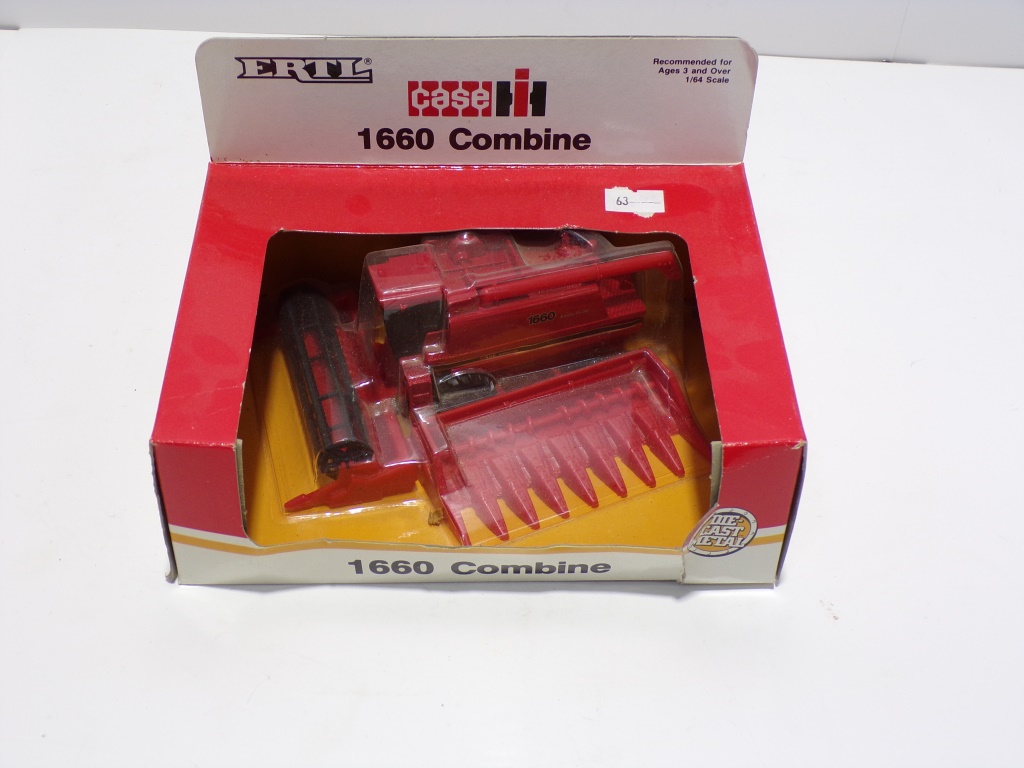 ERTL®
Recommended for
Ages 3 and Over
1/64 Scale
case IH
1660 Combine
63
1660
DIE-
CAST
METAL
1660 Combine